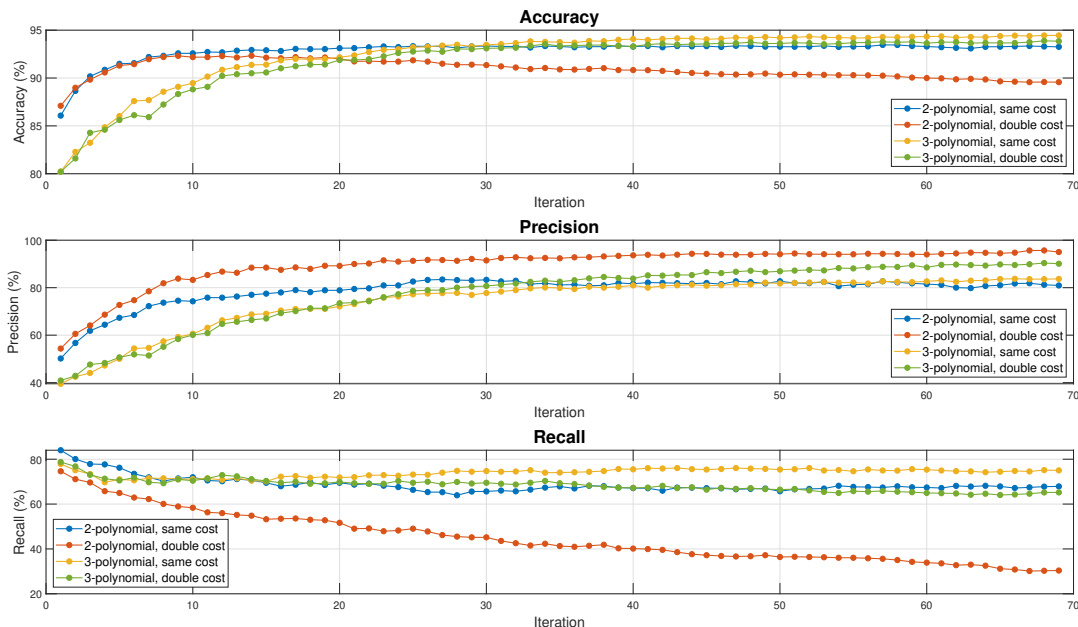 Accuracy
95
90
85
80
Accuracy (%)
2-polynomial, same cost
2-polynomial, double cost
3-polynomial, same cost
3-polynomial, double cost
0 10 20 30 40 50 60 70
Iteration
Precision
100
80
60
40
Precision (%)
2-polynomial, same cost
2-polynomial, double cost
3-polynomial, same cost
3-polynomial, double cost
0 10 20 30 40 50 60 70
Iteration
Recall
80
60
40
20
Recall (%)
2-polynomial, same cost
2-polynomial, double cost
3-polynomial, same cost
3-polynomial, double cost
0 10 20 30 40 50 60 70
Iteration